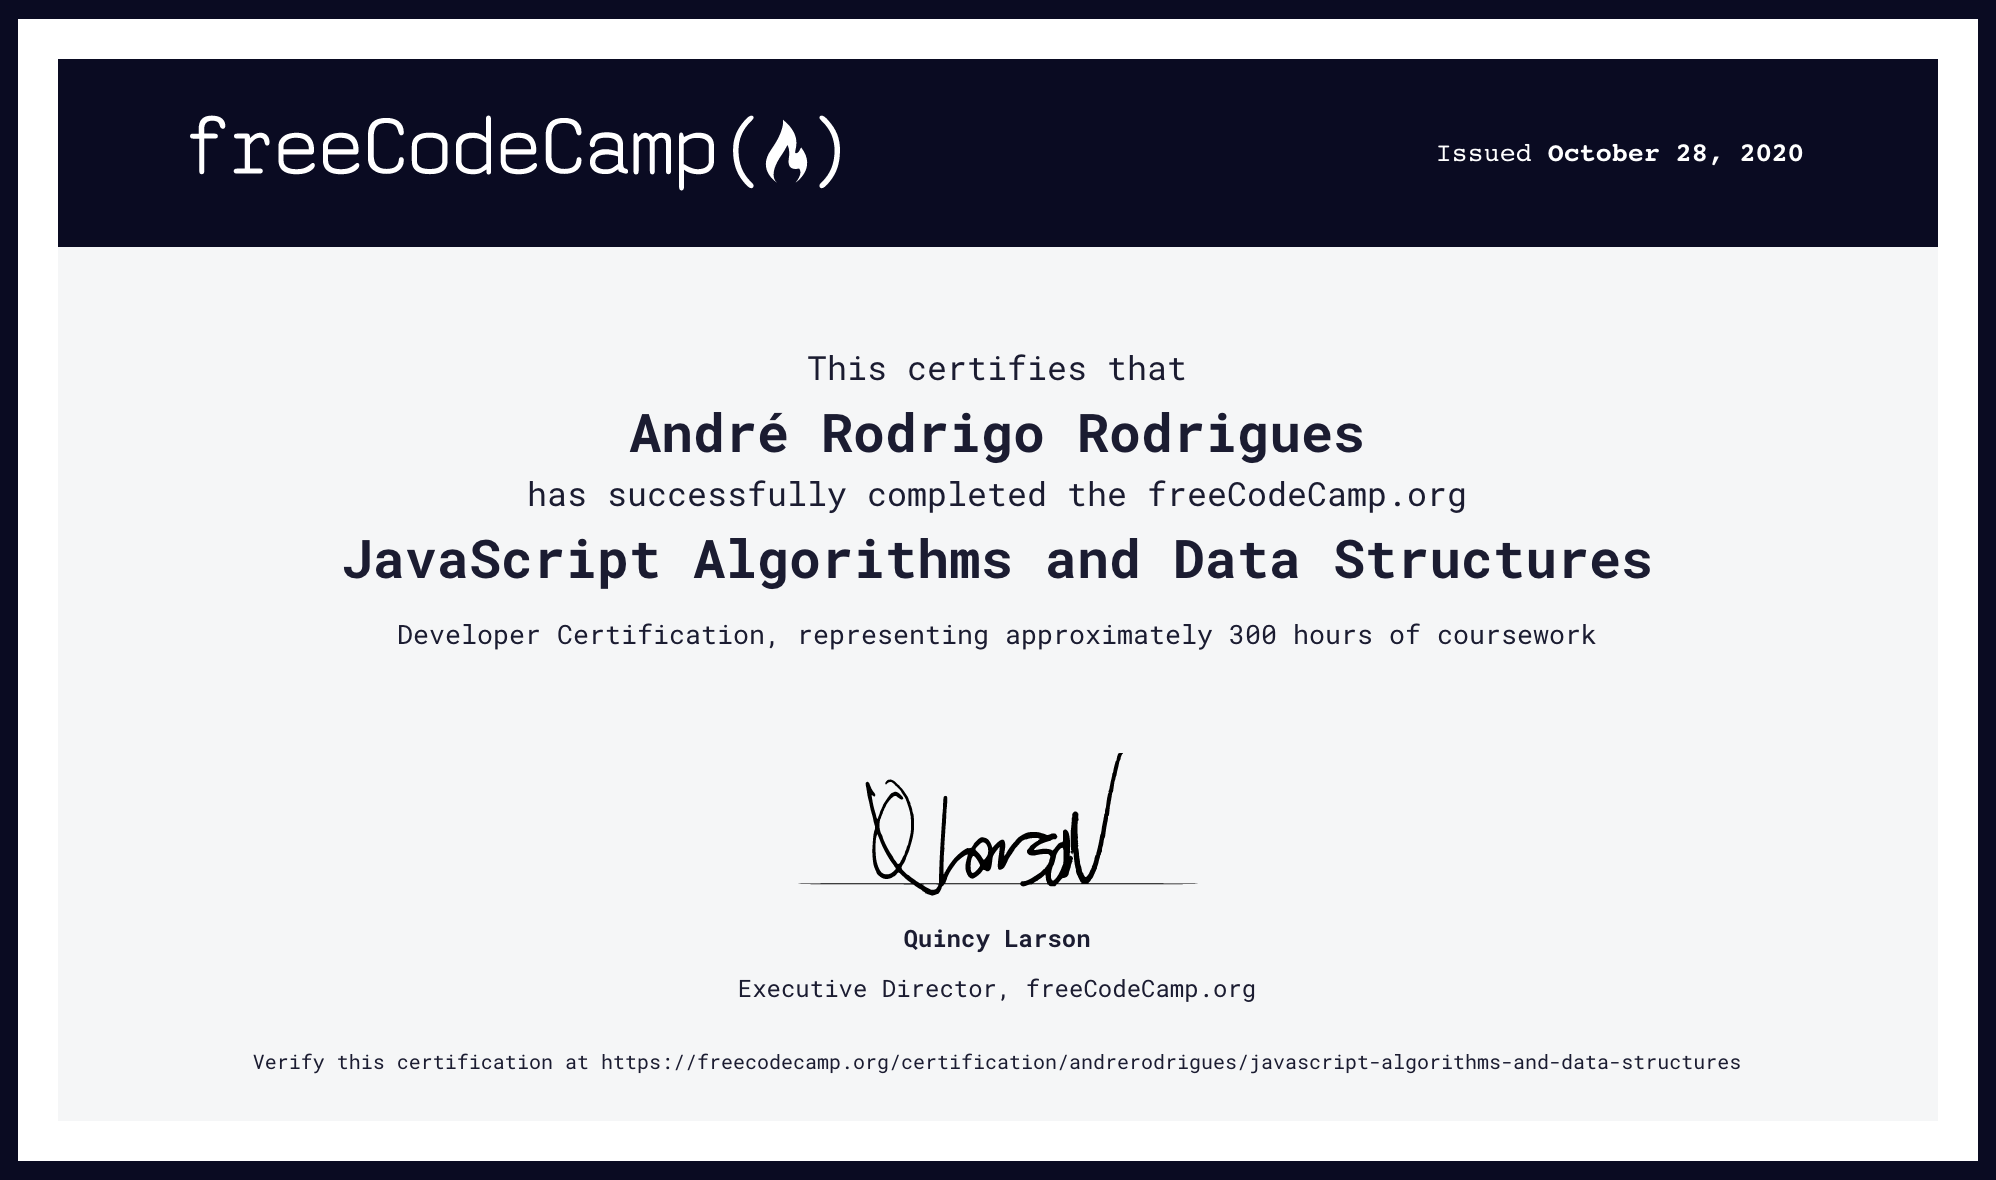 freeCodeCamp()
Issued October 28, 2020
This certifies that
André Rodrigo Rodrigues
has successfully completed the freeCodeCamp.org
JavaScript Algorithms and Data Structures
Developer Certification, representing approximately 300 hours of coursework
Q Larson
Quincy Larson
Executive Director, freeCodeCamp.org
Verify this certification at https://freecodecamp.org/certification/andrerodrigues/javascript-algorithms-and-data-structures